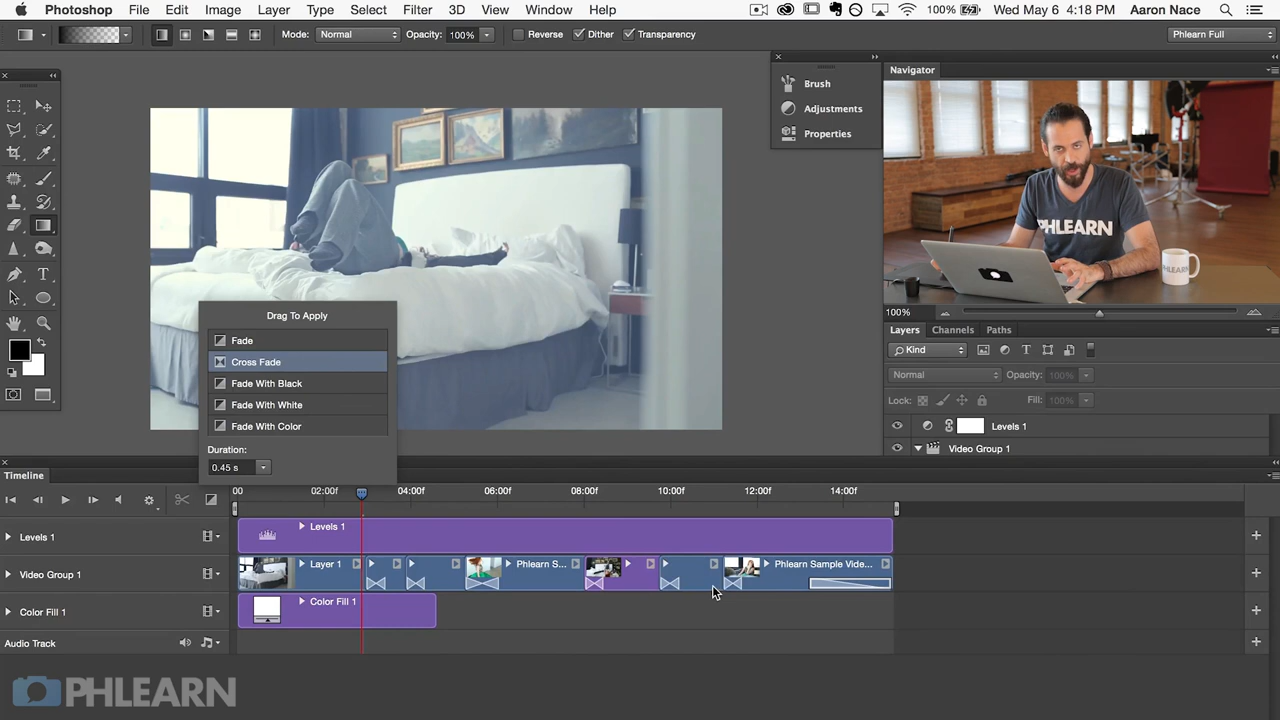 Photoshop File Edit Image Layer Type Select Filter 3D View Window Help 100% Wed May 6 4:18 PM Aaron Nace
Mode: Normal Opacity: 100% Reverse Dither Transparency Phlearn Full
Navigator
Brush
Adjustments
Properties
PHLEARN
PHLEARN
100%
Layers Channels Paths
Kind
Normal Opacity: 100%
Lock: Fill: 100%
Levels 1
Video Group 1
Drag To Apply
Fade
Cross Fade
Fade With Black
Fade With White
Fade With Color
Duration:
0.45 s
Timeline
00 02:00f 04:00f 06:00f 08:00f 10:00f 12:00f 14:00f
Levels 1 Levels 1
Video Group 1 Layer 1 Phlearn S... Phlearn Sample Vide...
Color Fill 1 Color Fill 1
Audio Track
PHLEARN